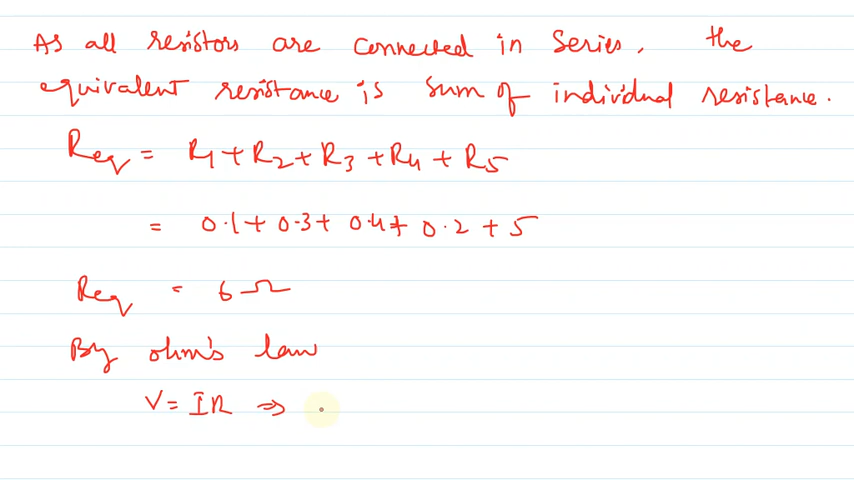 As all resistors are connected in series, the
equivalent resistance is sum of individual resistance.
Req = R1 + R2 + R3 + R4 + R5
= 0.1 + 0.3 + 0.4 + 0.2 + 5
Req = 6 Ω
By ohm's law
V = IR ⇒